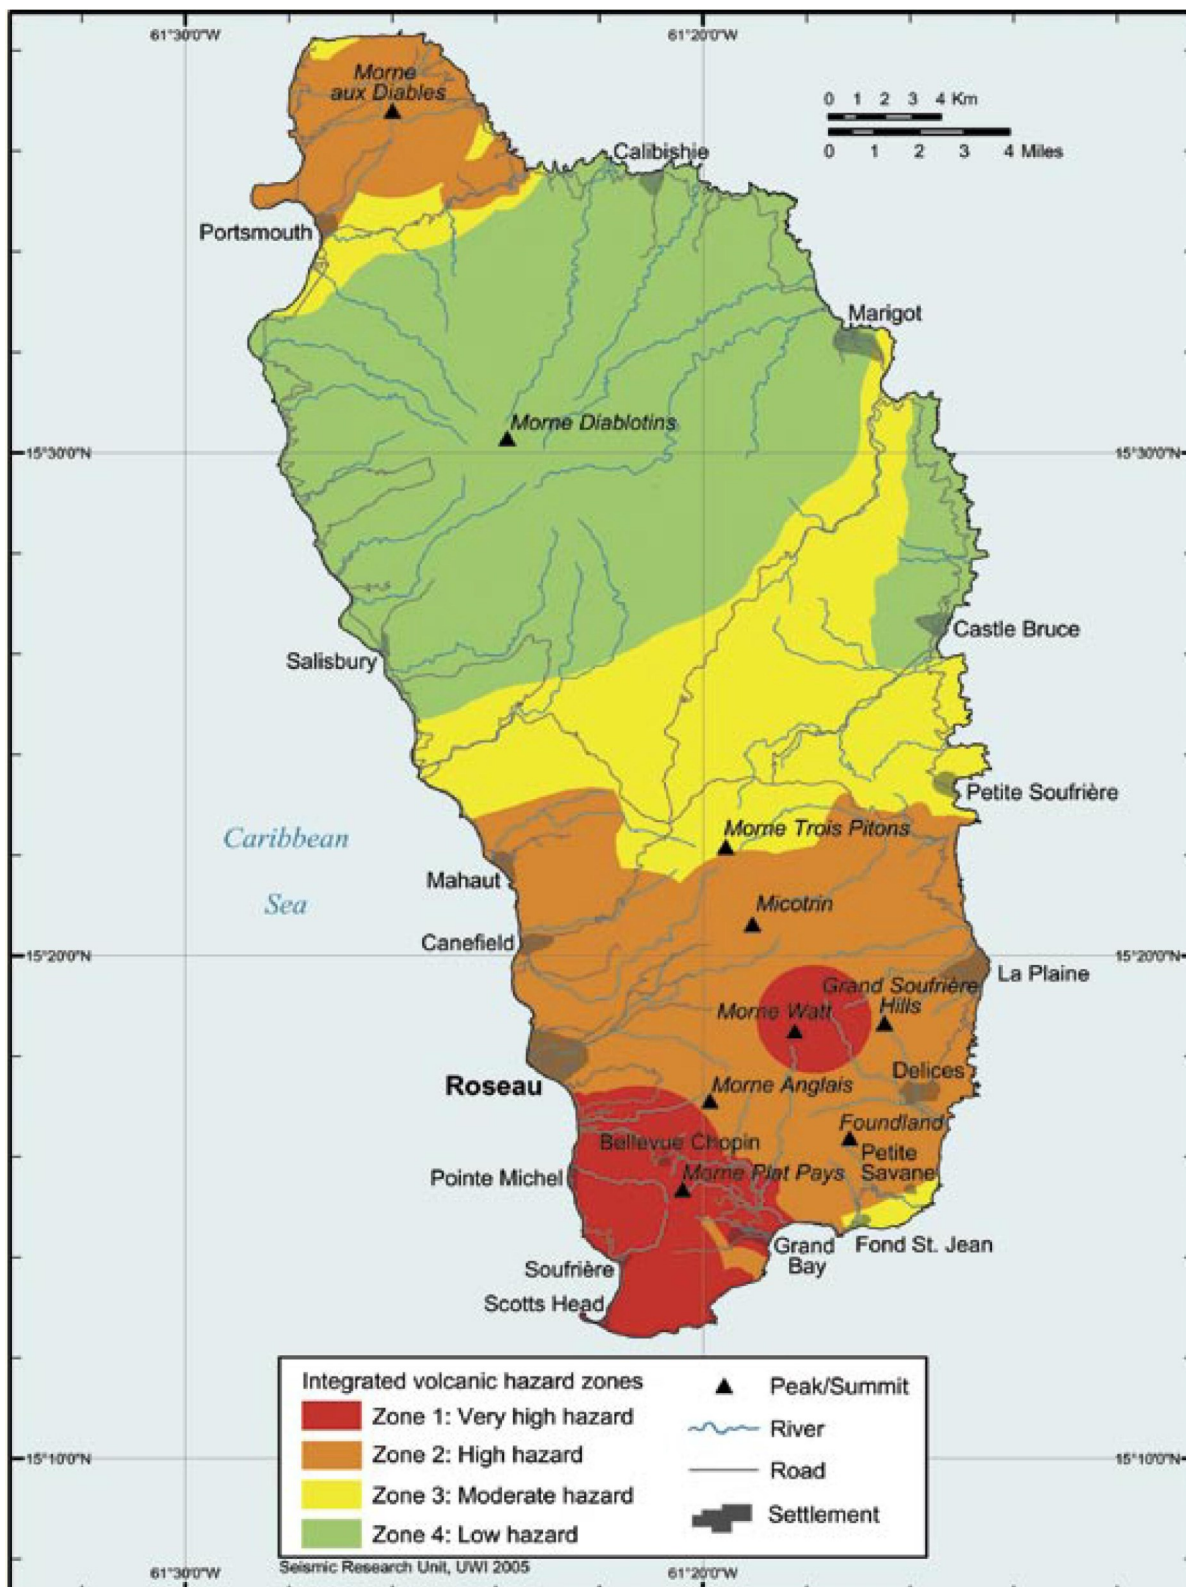 61°30'0"W
61°20'0"W
Morne
aux Diables
0 1 2 3 4 Km
0 1 2 3 4 Miles
Calibishie
Portsmouth
Marigot
Morne Diablotins
15°30'0"N
15°30'0"N
Castle Bruce
Salisbury
Petite Soufrière
Caribbean
Sea
Morne Trois Pitons
Mahaut
Micotrin
Canefield
15°20'0"N
15°20'0"N
La Plaine
Grand Soufrière
Hills
Morne Watt
Delices
Roseau
Morne Anglais
Foundland
Bellevue Chopin
Petite
Savane
Pointe Michel
Morne Plat Pays
Grand
Bay
Fond St. Jean
Soufrière
Scotts Head
Integrated volcanic hazard zones
Zone 1: Very high hazard
Zone 2: High hazard
Zone 3: Moderate hazard
Zone 4: Low hazard
Peak/Summit
River
Road
Settlement
15°10'0"N
15°10'0"N
Seismic Research Unit, UWI 2005
61°30'0"W
61°20'0"W